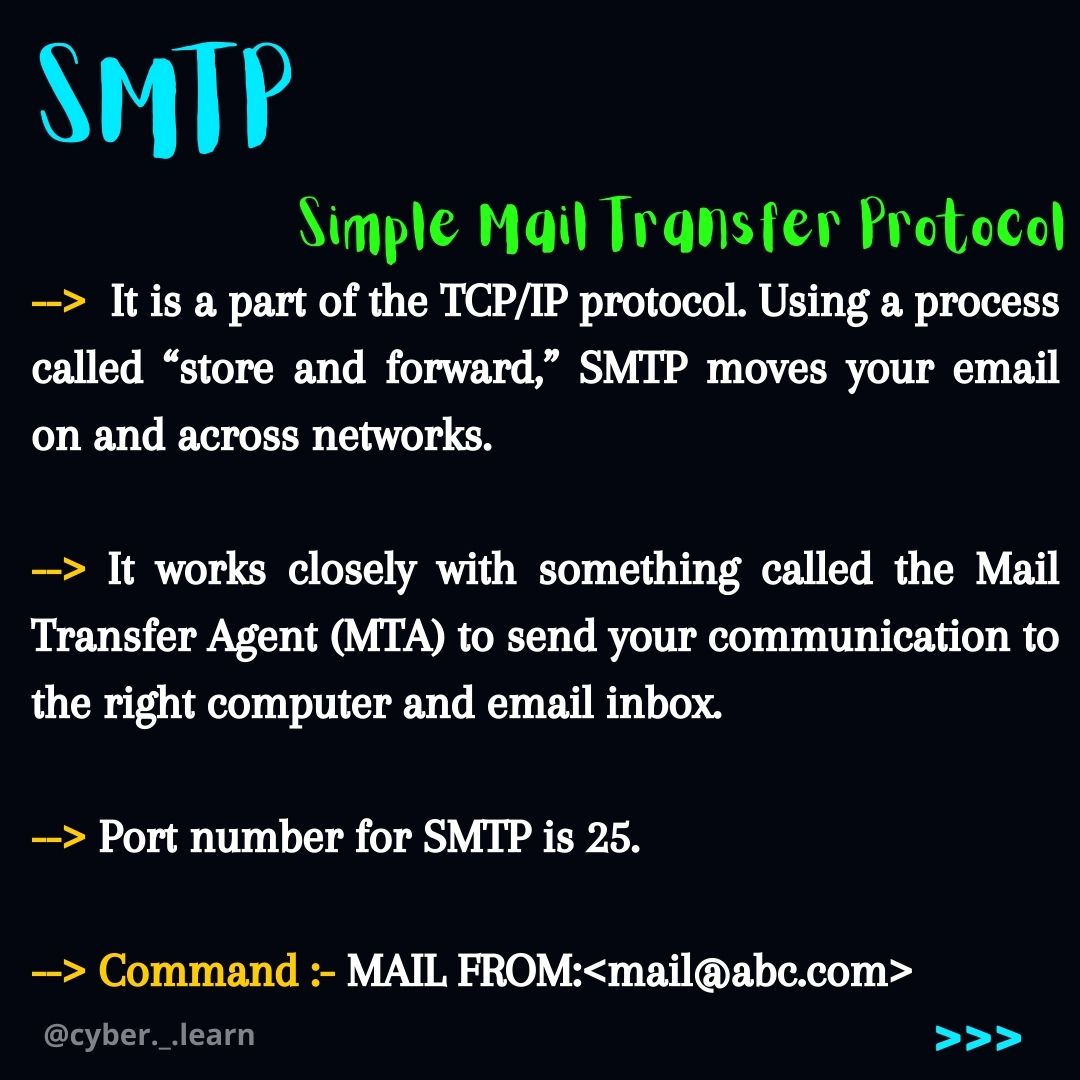 SMTP
Simple Mail Transfer Protocol
--> It is a part of the TCP/IP protocol. Using a process
called “store and forward,” SMTP moves your email
on and across networks.
--> It works closely with something called the Mail
Transfer Agent (MTA) to send your communication to
the right computer and email inbox.
--> Port number for SMTP is 25.
--> Command :- MAIL FROM:<mail@abc.com>
@cyber._.learn
>>>